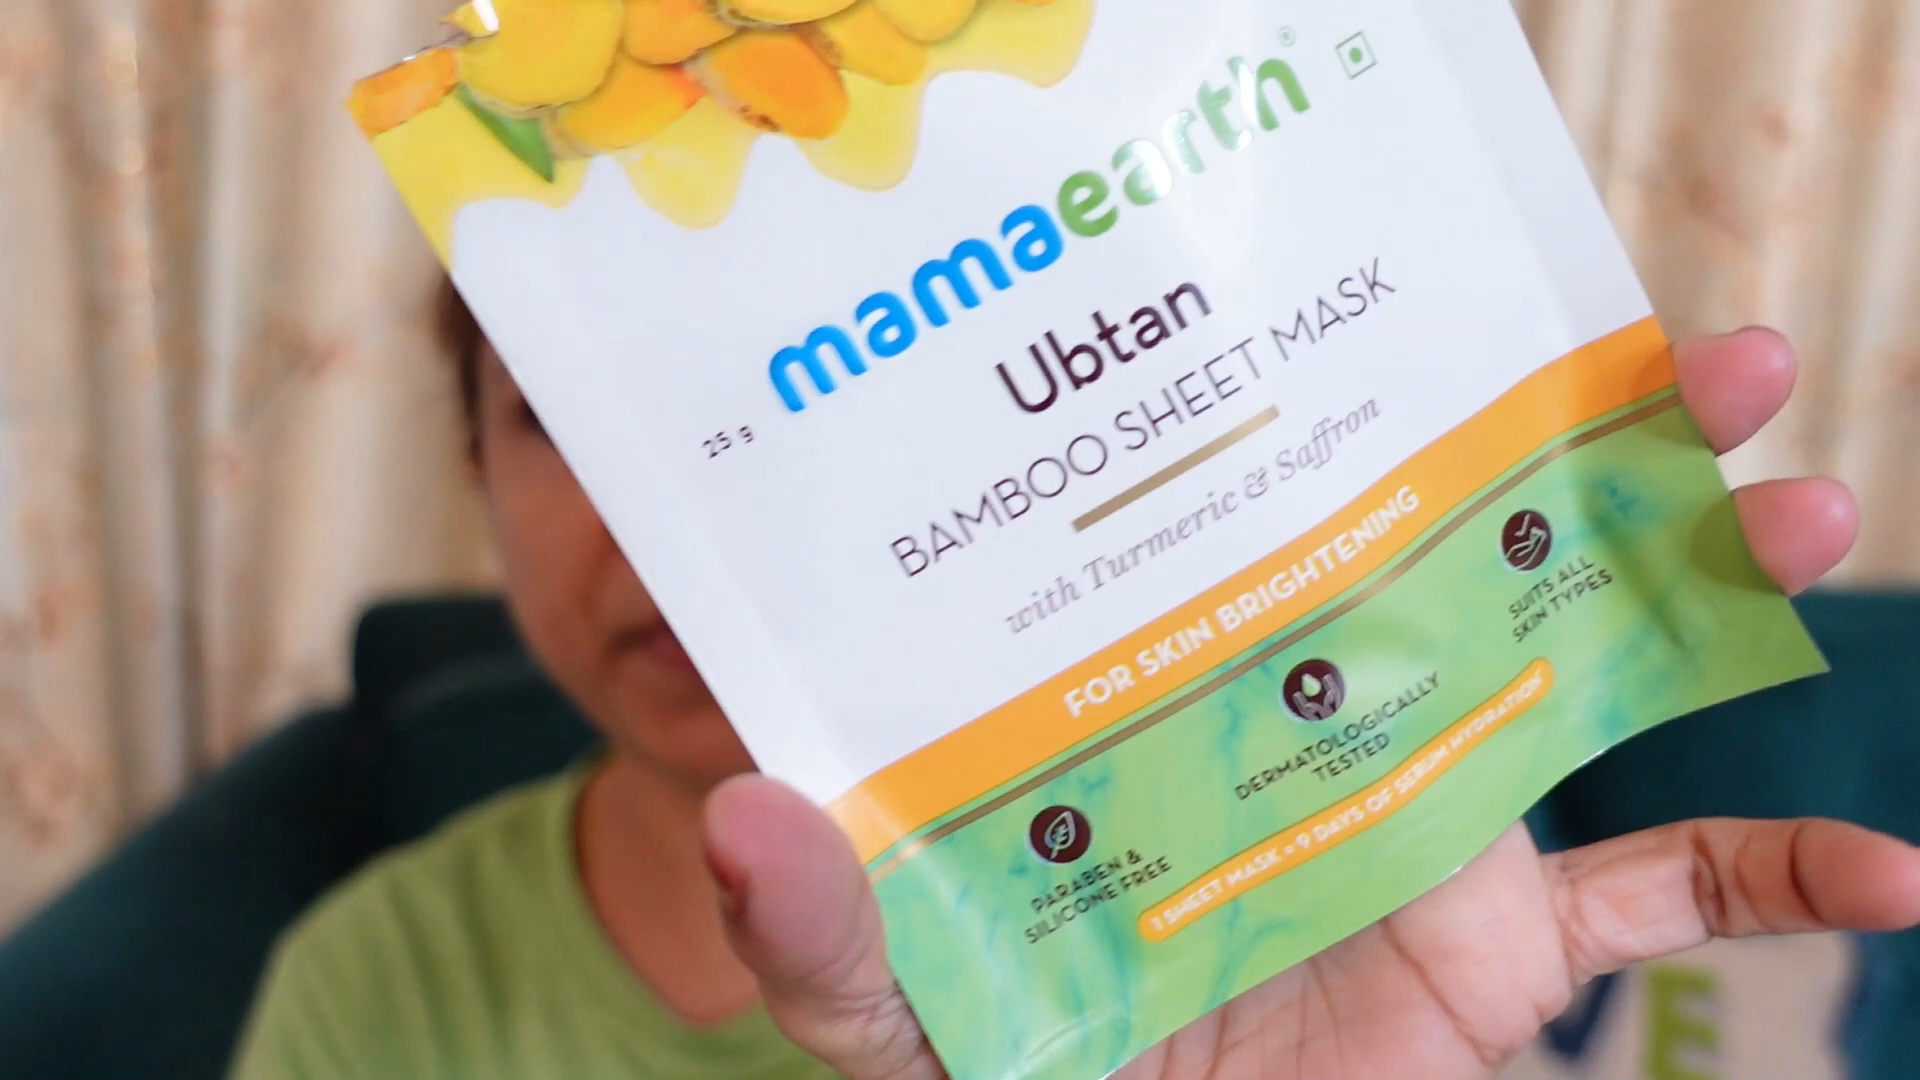 mamaearth®
25 g
Ubtan
BAMBOO SHEET MASK
with Turmeric & Saffron
FOR SKIN BRIGHTENING
SUITS ALL
SKIN TYPES
DERMATOLOGICALLY
TESTED
PARABEN &
SILICONE FREE
1 SHEET MASK = 9 DAYS OF SERUM HYDRATION
E